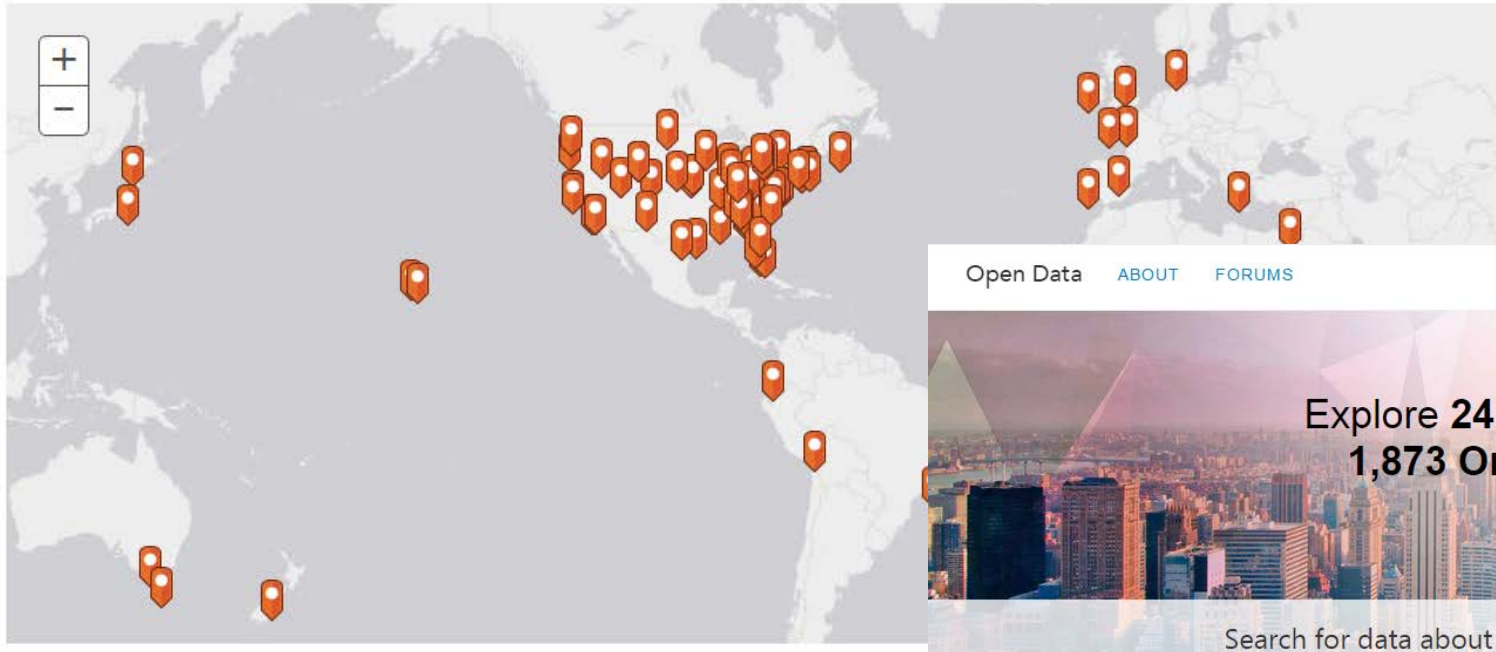 +
−
Open Data ABOUT FORUMS
Explore 24
1,873
Search for data about